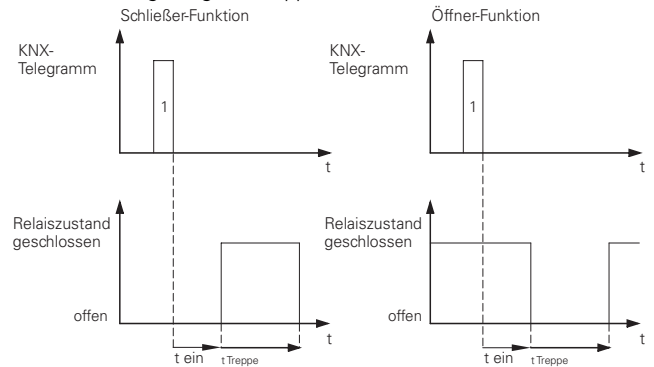 Schließer-Funktion
KNX-
Telegramm
1
t
Relaiszustand
geschlossen
offen
t
t ein
t Treppe
Öffner-Funktion
KNX-
Telegramm
1
t
Relaiszustand
geschlossen
offen
t
t ein
t Treppe